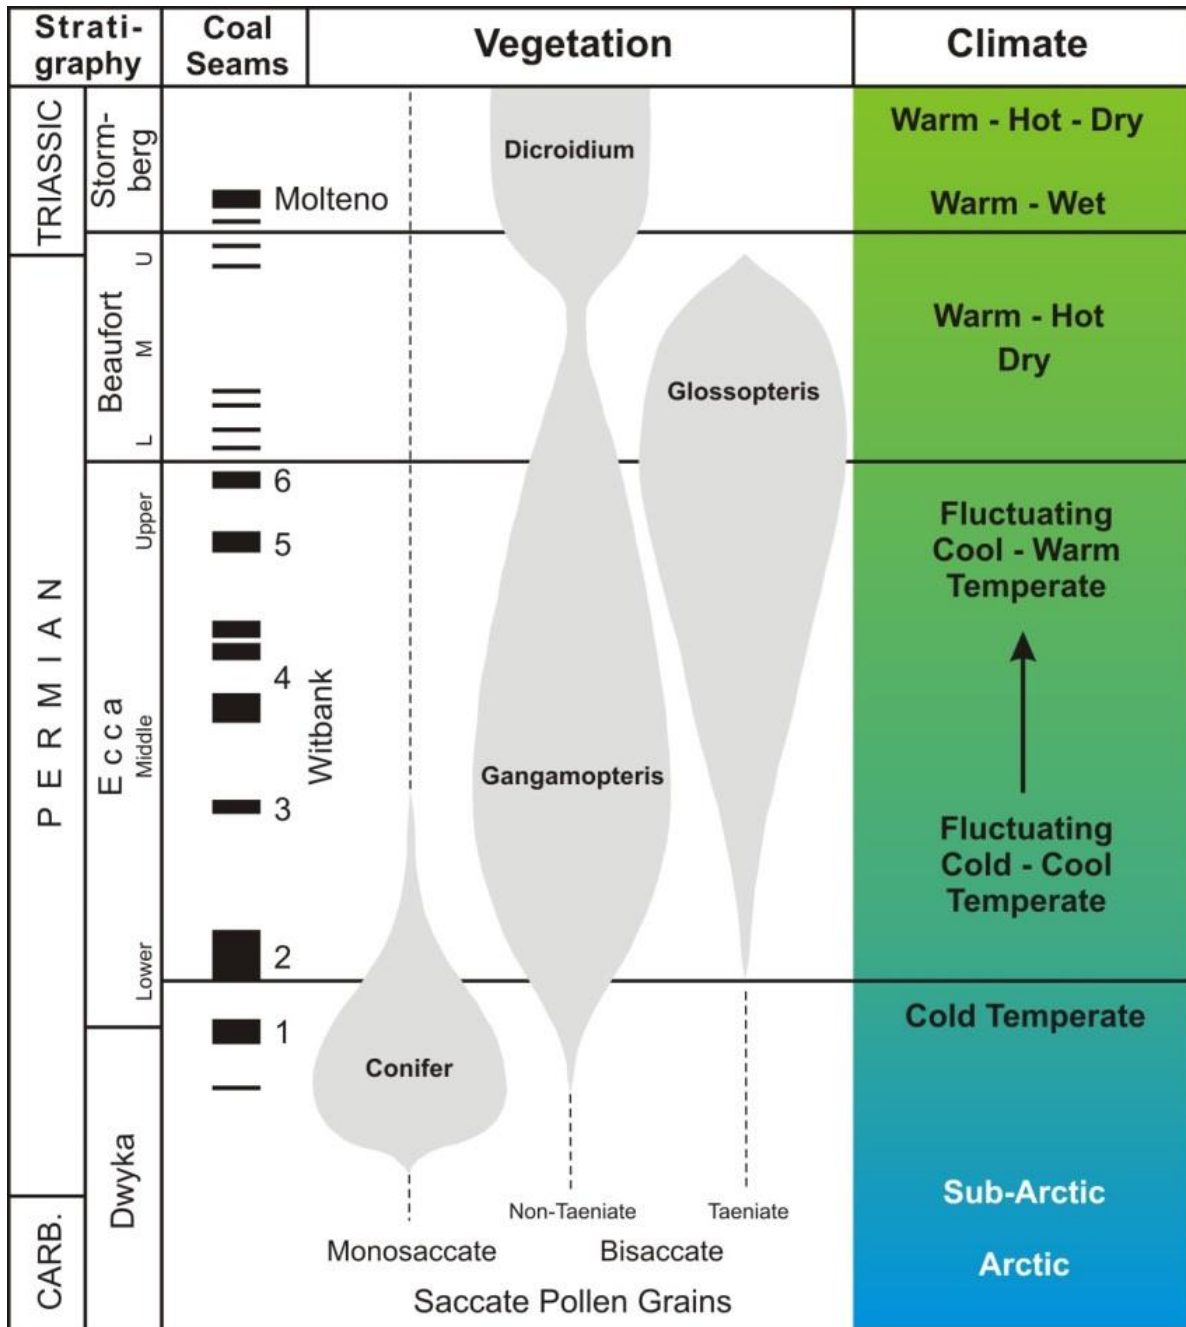 Strati-
graphy
Coal
Seams
Vegetation
Climate
TRIASSIC
Storm-
berg
Molteno
Dicroidium
Warm - Hot - Dry
Warm - Wet
PERMIAN
Beaufort
U
M
L
Glossopteris
Warm - Hot
Dry
Ecca
Upper
Middle
Lower
6
5
4
3
2
Witbank
Gangamopteris
Fluctuating
Cool - Warm
Temperate
Fluctuating
Cold - Cool
Temperate
1
Conifer
Cold Temperate
CARB.
Dwyka
Non-Taeniate
Taeniate
Monosaccate
Bisaccate
Saccate Pollen Grains
Sub-Arctic
Arctic